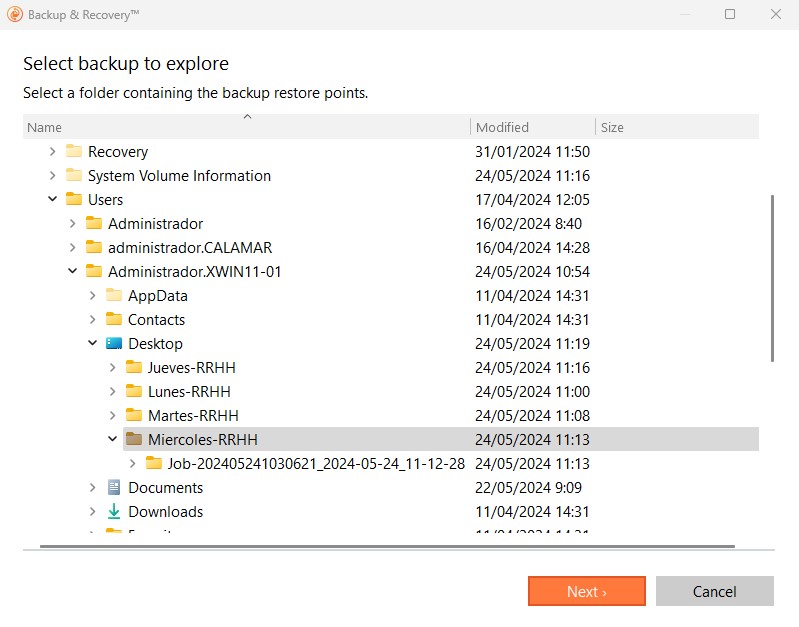 Backup & Recovery™
Select backup to explore
Select a folder containing the backup restore points.
Name Modified Size
Recovery 31/01/2024 11:50
System Volume Information 24/05/2024 11:16
Users 17/04/2024 12:05
Administrador 16/02/2024 8:40
administrador.CALAMAR 16/04/2024 14:28
Administrador.XWIN11-01 24/05/2024 10:54
AppData 11/04/2024 14:31
Contacts 11/04/2024 14:31
Desktop 24/05/2024 11:19
Jueves-RRHH 24/05/2024 11:16
Lunes-RRHH 24/05/2024 11:00
Martes-RRHH 24/05/2024 11:08
Miercoles-RRHH 24/05/2024 11:13
Job-202405241030621_2024-05-24_11-12-28 24/05/2024 11:13
Documents 22/05/2024 9:09
Downloads 11/04/2024 14:31
Next ›
Cancel